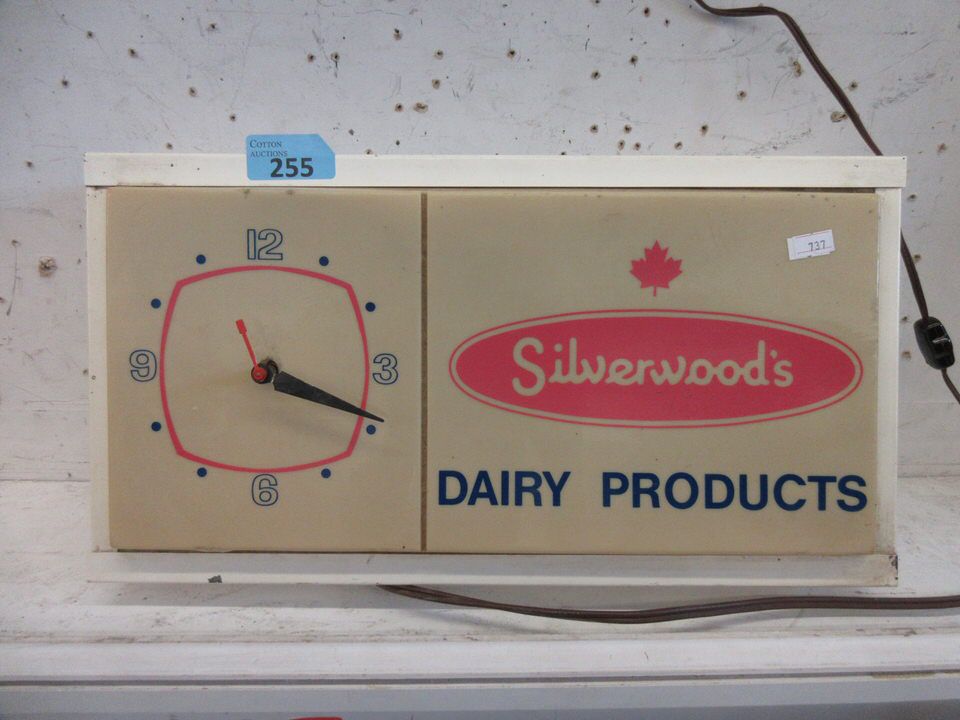 COTTON
AUCTIONS
255
12
9
3
6
737
Silverwood's
DAIRY PRODUCTS